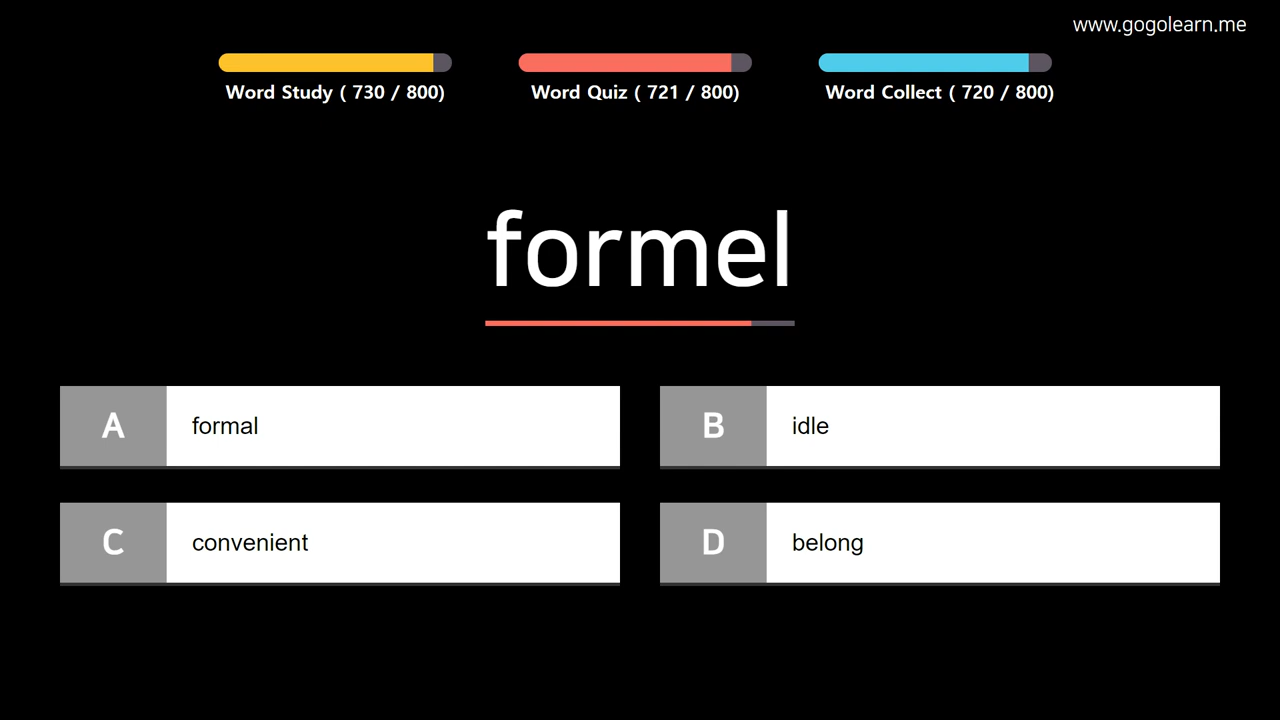 www.gogolearn.me
Word Study ( 730 / 800)
Word Quiz ( 721 / 800)
Word Collect ( 720 / 800)
formel
A formal
B idle
C convenient
D belong